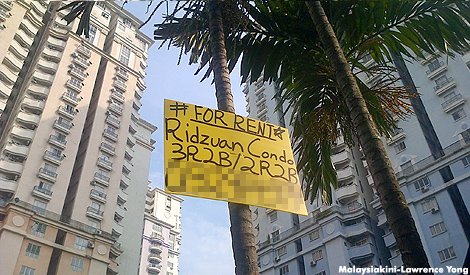 # FOR RENT #
Ridzuan Condo
3R2B/2R2B
Malaysiakini-Lawrence Yong